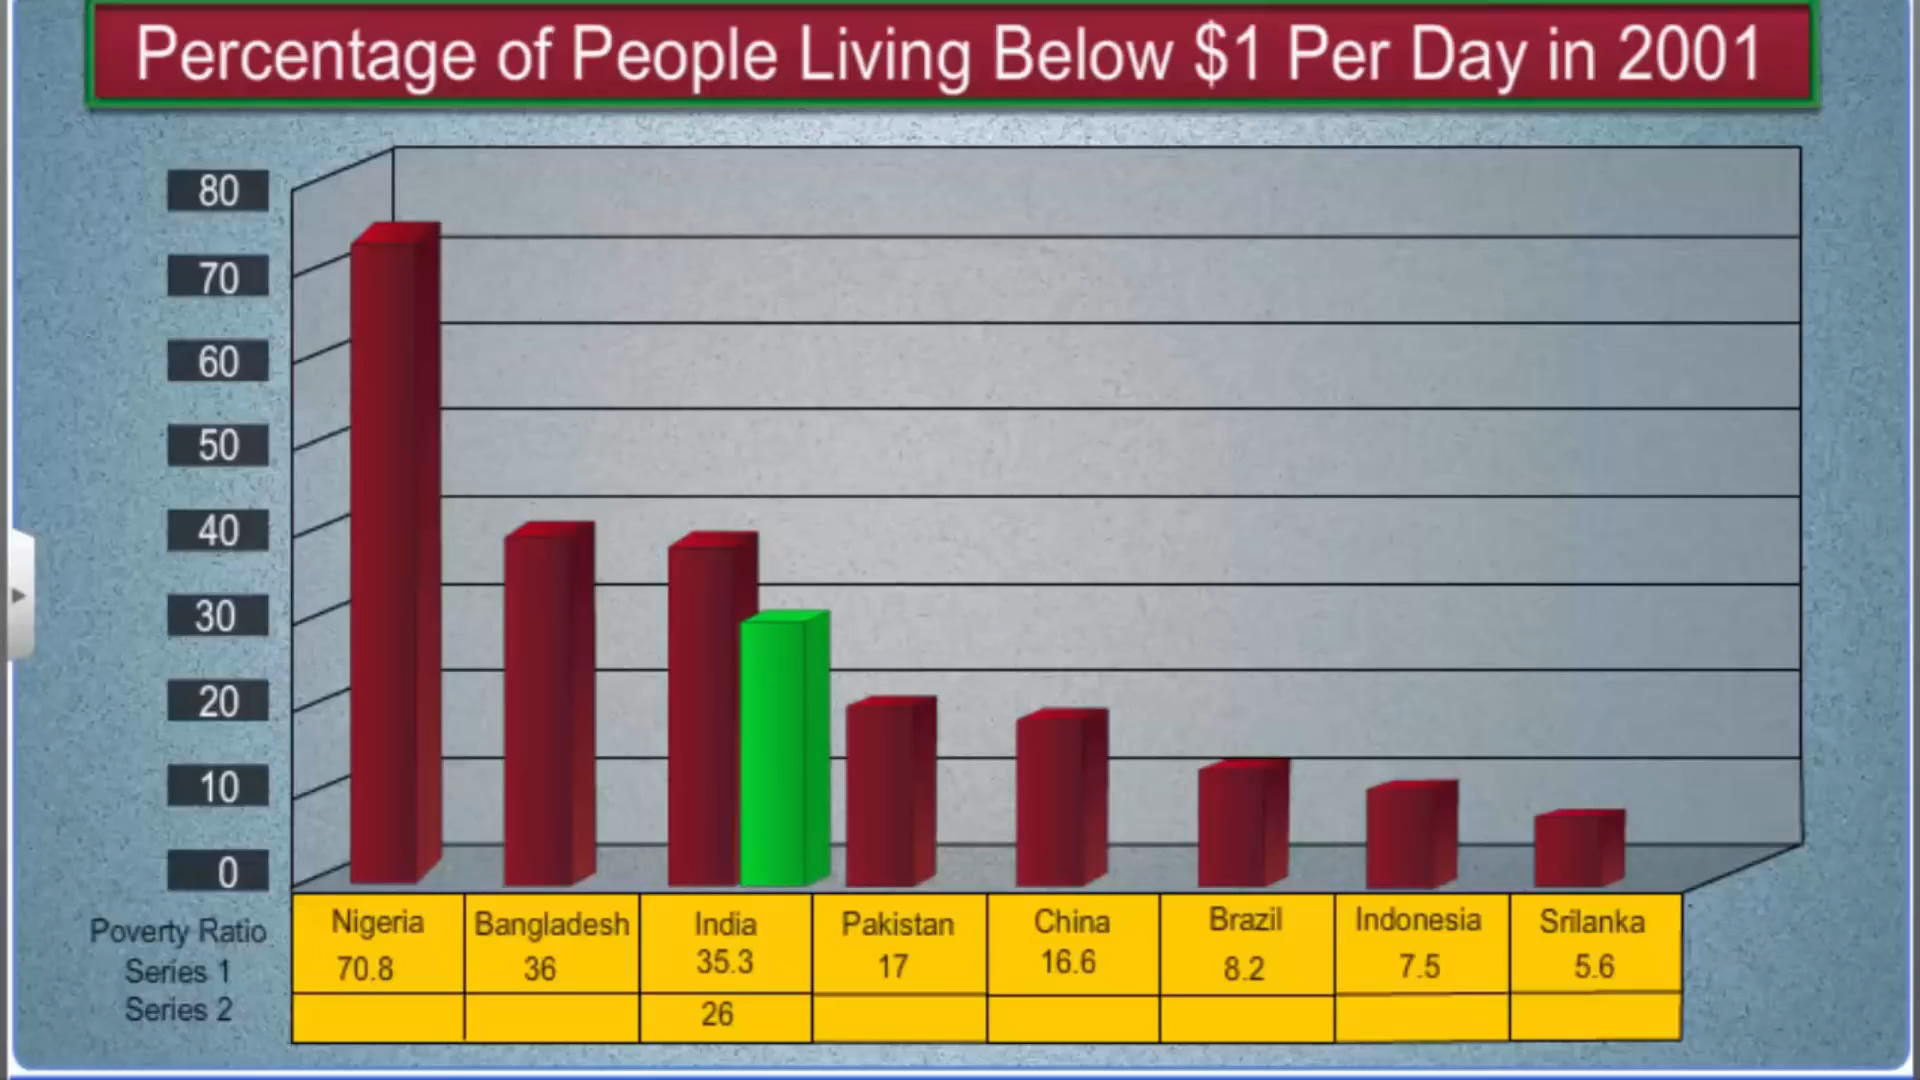 Percentage of People Living Below $1 Per Day in 2001
80
70
60
50
40
30
20
10
0
Nigeria Bangladesh India Pakistan China Brazil Indonesia Srilanka
Poverty Ratio
Series 1 70.8 36 35.3 17 16.6 8.2 7.5 5.6
Series 2 26